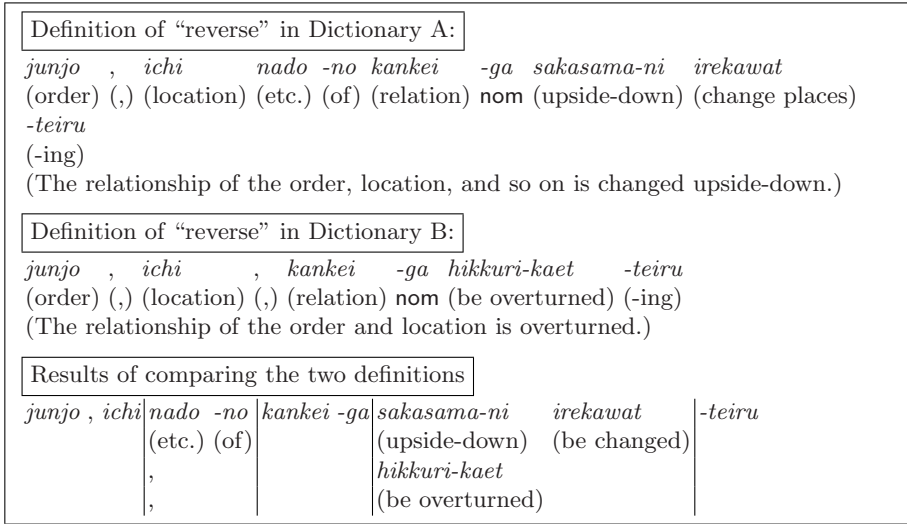 Definition of “reverse” in Dictionary A:
junjo , ichi nado -no kankei -ga sakasama-ni irekawat
(order) (,) (location) (etc.) (of) (relation) nom (upside-down) (change places)
-teiru
(-ing)
(The relationship of the order, location, and so on is changed upside-down.)
Definition of “reverse” in Dictionary B:
junjo , ichi , kankei -ga hikkuri-kaet -teiru
(order) (,) (location) (,) (relation) nom (be overturned) (-ing)
(The relationship of the order and location is overturned.)
Results of comparing the two definitions
junjo , ichi nado -no kankei -ga sakasama-ni irekawat -teiru
(etc.) (of) (upside-down) (be changed)
, hikkuri-kaet
, (be overturned)